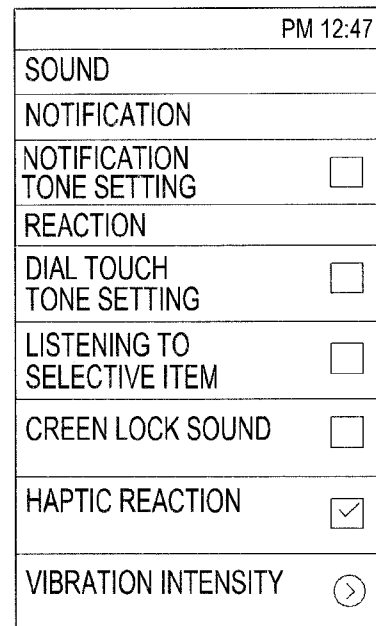 PM 12:47
SOUND
NOTIFICATION
NOTIFICATION
TONE SETTING
REACTION
DIAL TOUCH
TONE SETTING
LISTENING TO
SELECTIVE ITEM
CREEN LOCK SOUND
HAPTIC REACTION
VIBRATION INTENSITY